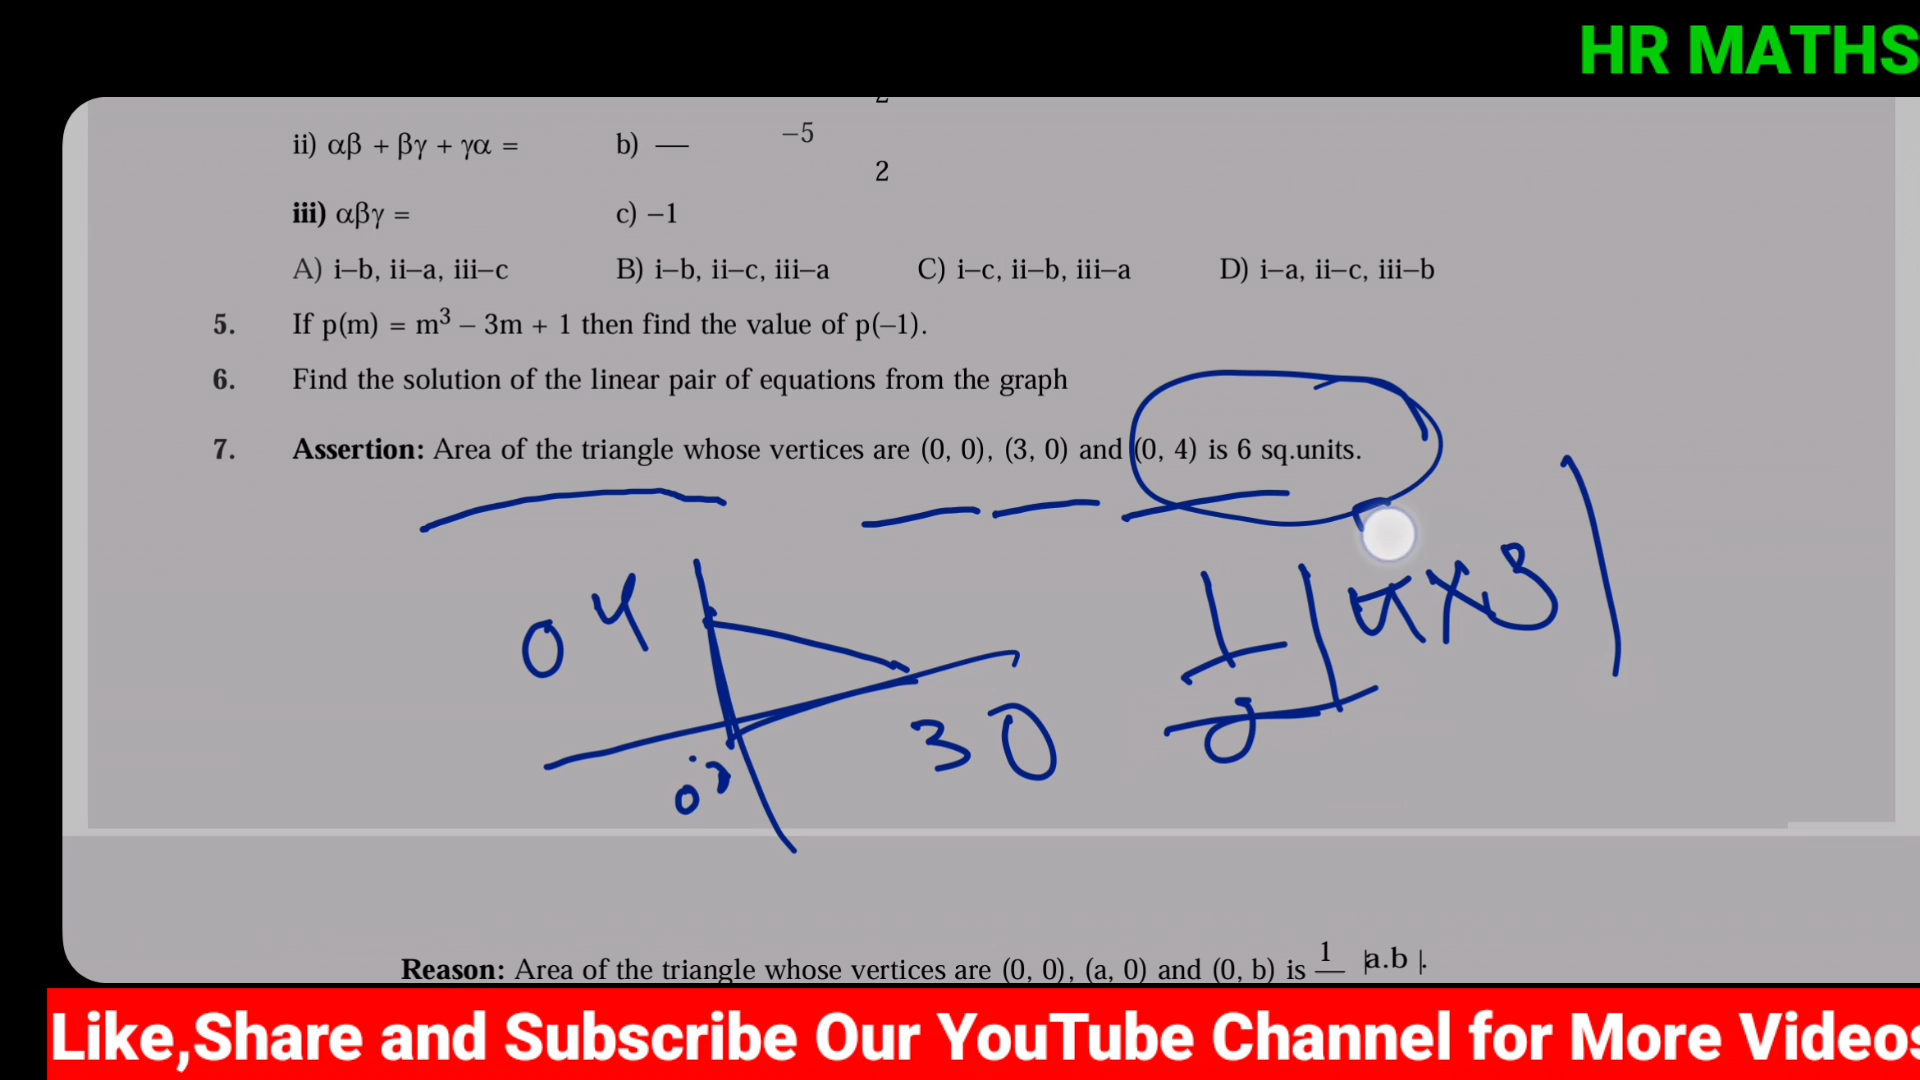 HR MATHS
ii) αβ + βγ + γα = b) — −5
2
iii) αβγ = c) −1
A) i–b, ii–a, iii–c B) i–b, ii–c, iii–a C) i–c, ii–b, iii–a D) i–a, ii–c, iii–b
5. If p(m) = m³ – 3m + 1 then find the value of p(–1).
6. Find the solution of the linear pair of equations from the graph
7. Assertion: Area of the triangle whose vertices are (0, 0), (3, 0) and (0, 4) is 6 sq.units.
0 4
1
2 |4×3|
3 0
Reason: Area of the triangle whose vertices are (0, 0), (a, 0) and (0, b) is 1 — |a.b |.
Like,Share and Subscribe Our YouTube Channel for More Videos